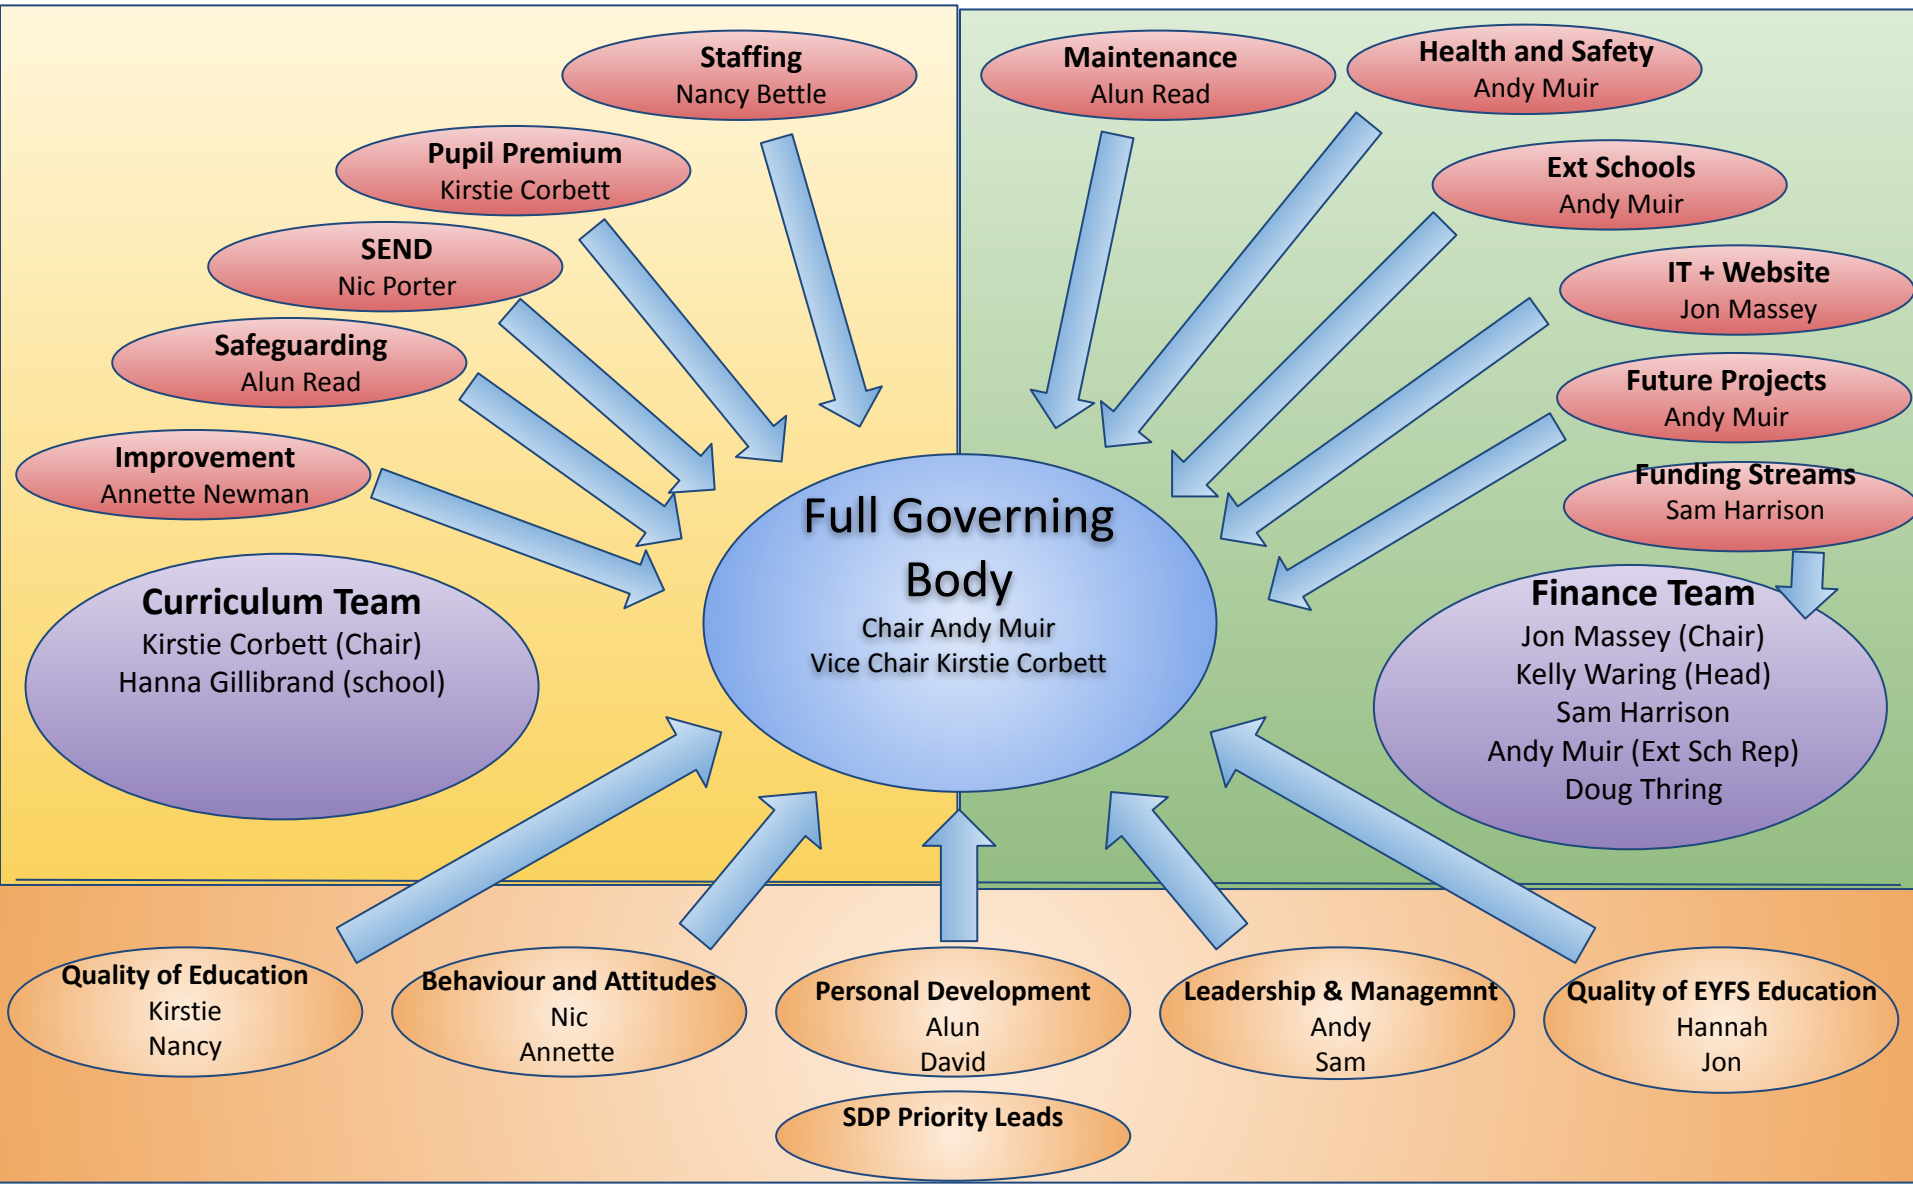 Staffing
Nancy Bettle
Pupil Premium
Kirstie Corbett
SEND
Nic Porter
Safeguarding
Alun Read
Improvement
Annette Newman
Curriculum Team
Kirstie Corbett (Chair)
Hanna Gillibrand (school)
Maintenance
Alun Read
Health and Safety
Andy Muir
Ext Schools
Andy Muir
IT + Website
Jon Massey
Future Projects
Andy Muir
Funding Streams
Sam Harrison
Finance Team
Jon Massey (Chair)
Kelly Waring (Head)
Sam Harrison
Andy Muir (Ext Sch Rep)
Doug Thring
Full Governing
Body
Chair Andy Muir
Vice Chair Kirstie Corbett
Quality of Education
Kirstie
Nancy
Behaviour and Attitudes
Nic
Annette
Personal Development
Alun
David
Leadership & Managemnt
Andy
Sam
Quality of EYFS Education
Hannah
Jon
SDP Priority Leads